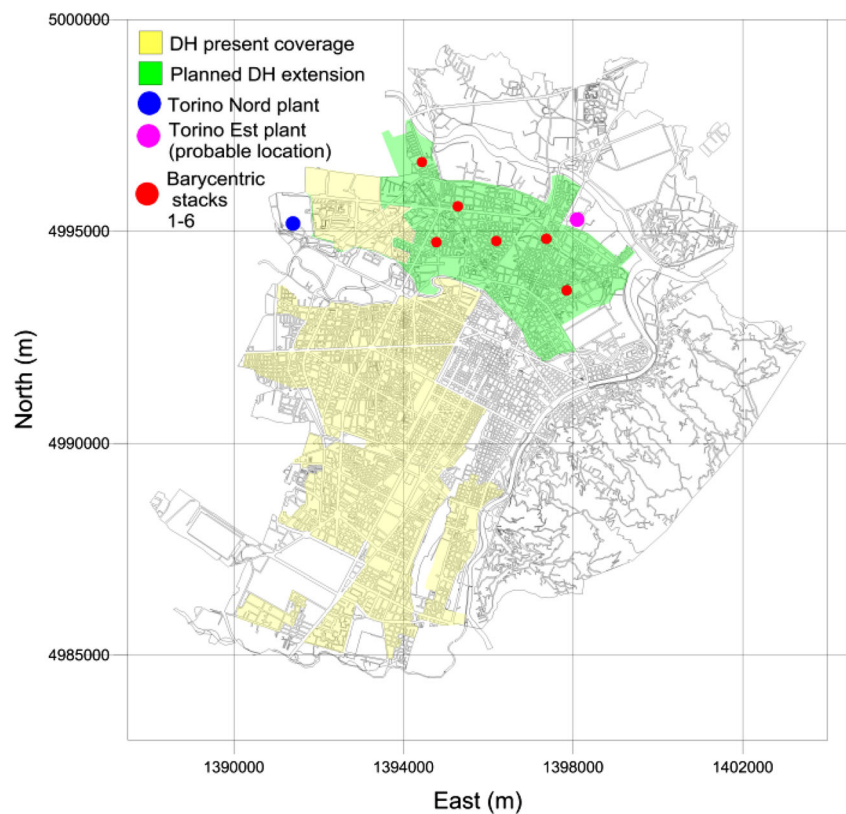 5000000
DH present coverage
Planned DH extension
Torino Nord plant
Torino Est plant
(probable location)
Barycentric
stacks
1-6
4995000
North (m)
4990000
4985000
1390000 1394000 1398000 1402000
East (m)